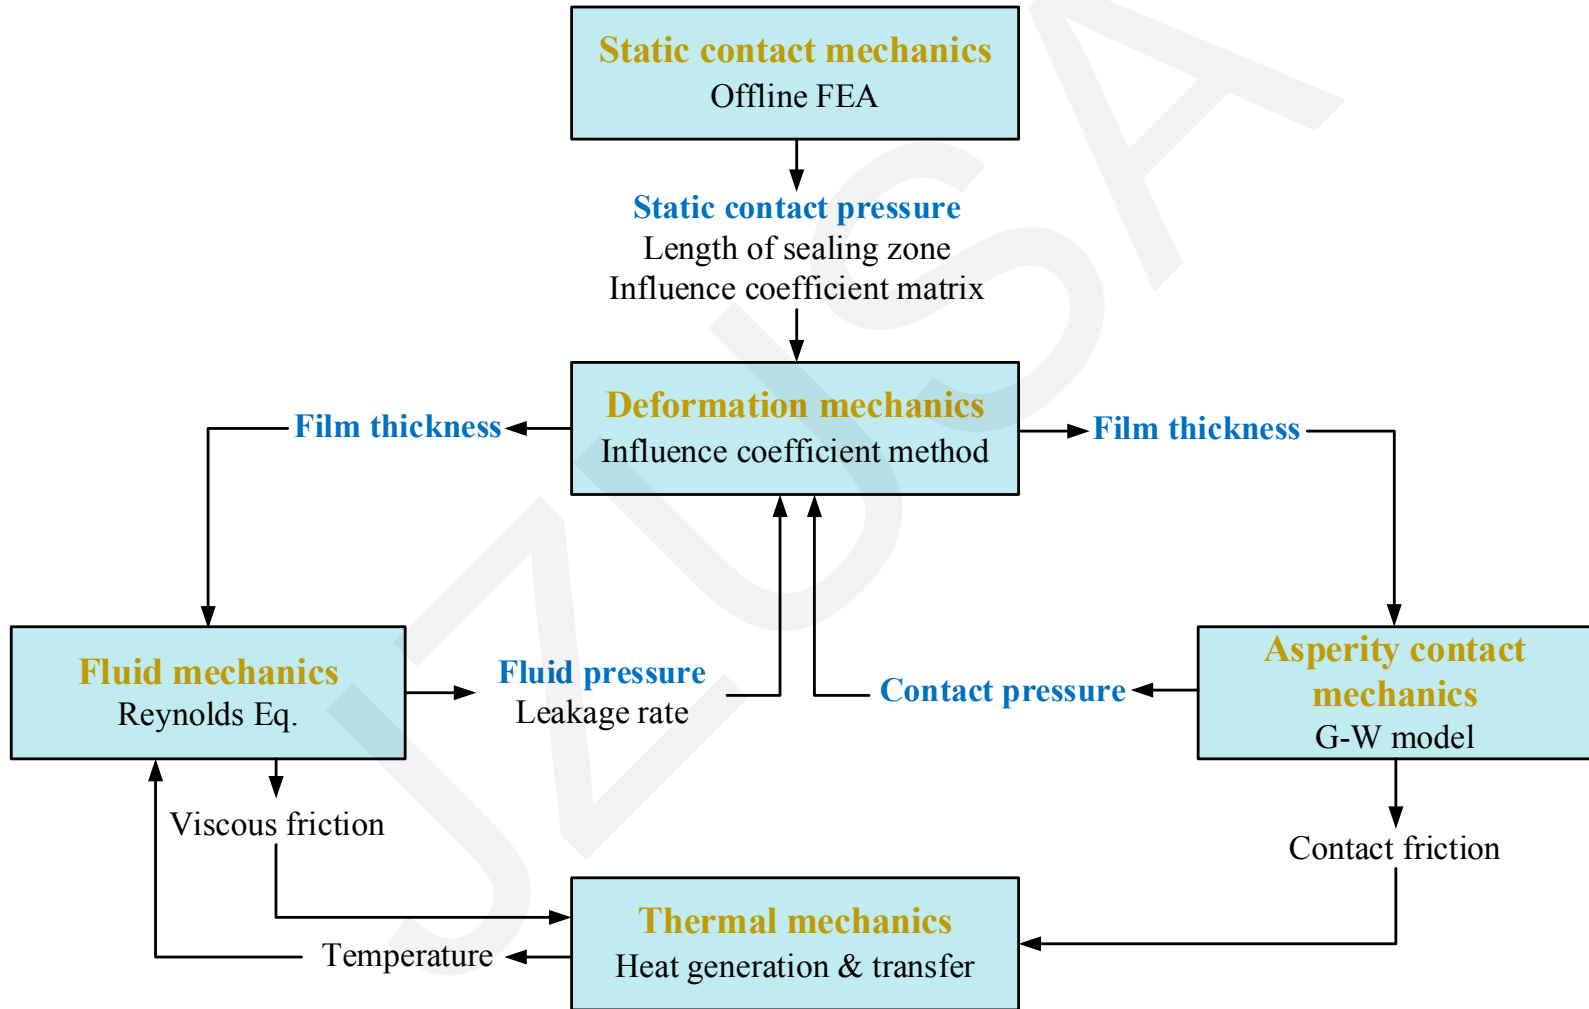 Static contact mechanics
Offline FEA
Static contact pressure
Length of sealing zone
Influence coefficient matrix
Deformation mechanics
Influence coefficient method
Film thickness
Film thickness
Fluid mechanics
Reynolds Eq.
Fluid pressure
Leakage rate
Contact pressure
Asperity contact
mechanics
G-W model
Viscous friction
Contact friction
Thermal mechanics
Heat generation & transfer
Temperature
JZUSA